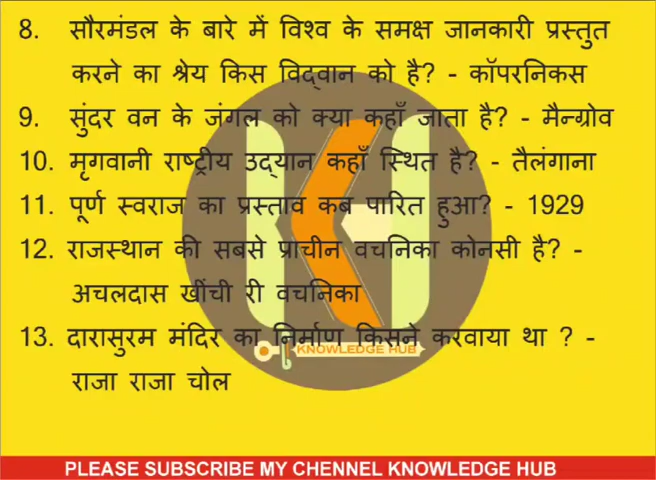 8. सौरमंडल के बारे में विश्व के समक्ष जानकारी प्रस्तुत
करने का श्रेय किस विद्वान को है? - कॉपरनिकस
9. सुंदर वन के जंगल को क्या कहाँ जाता है? - मैन्ग्रोव
10. मृगवानी राष्ट्रीय उद्यान कहाँ स्थित है? - तैलंगाना
11. पूर्ण स्वराज का प्रस्ताव कब पारित हुआ? - 1929
12. राजस्थान की सबसे प्राचीन वचनिका कोनसी है? -
अचलदास खींची री वचनिका
13. दारासुरम मंदिर का निर्माण किसने करवाया था ? -
KNOWLEDGE HUB
राजा राजा चोल
PLEASE SUBSCRIBE MY CHENNEL KNOWLEDGE HUB